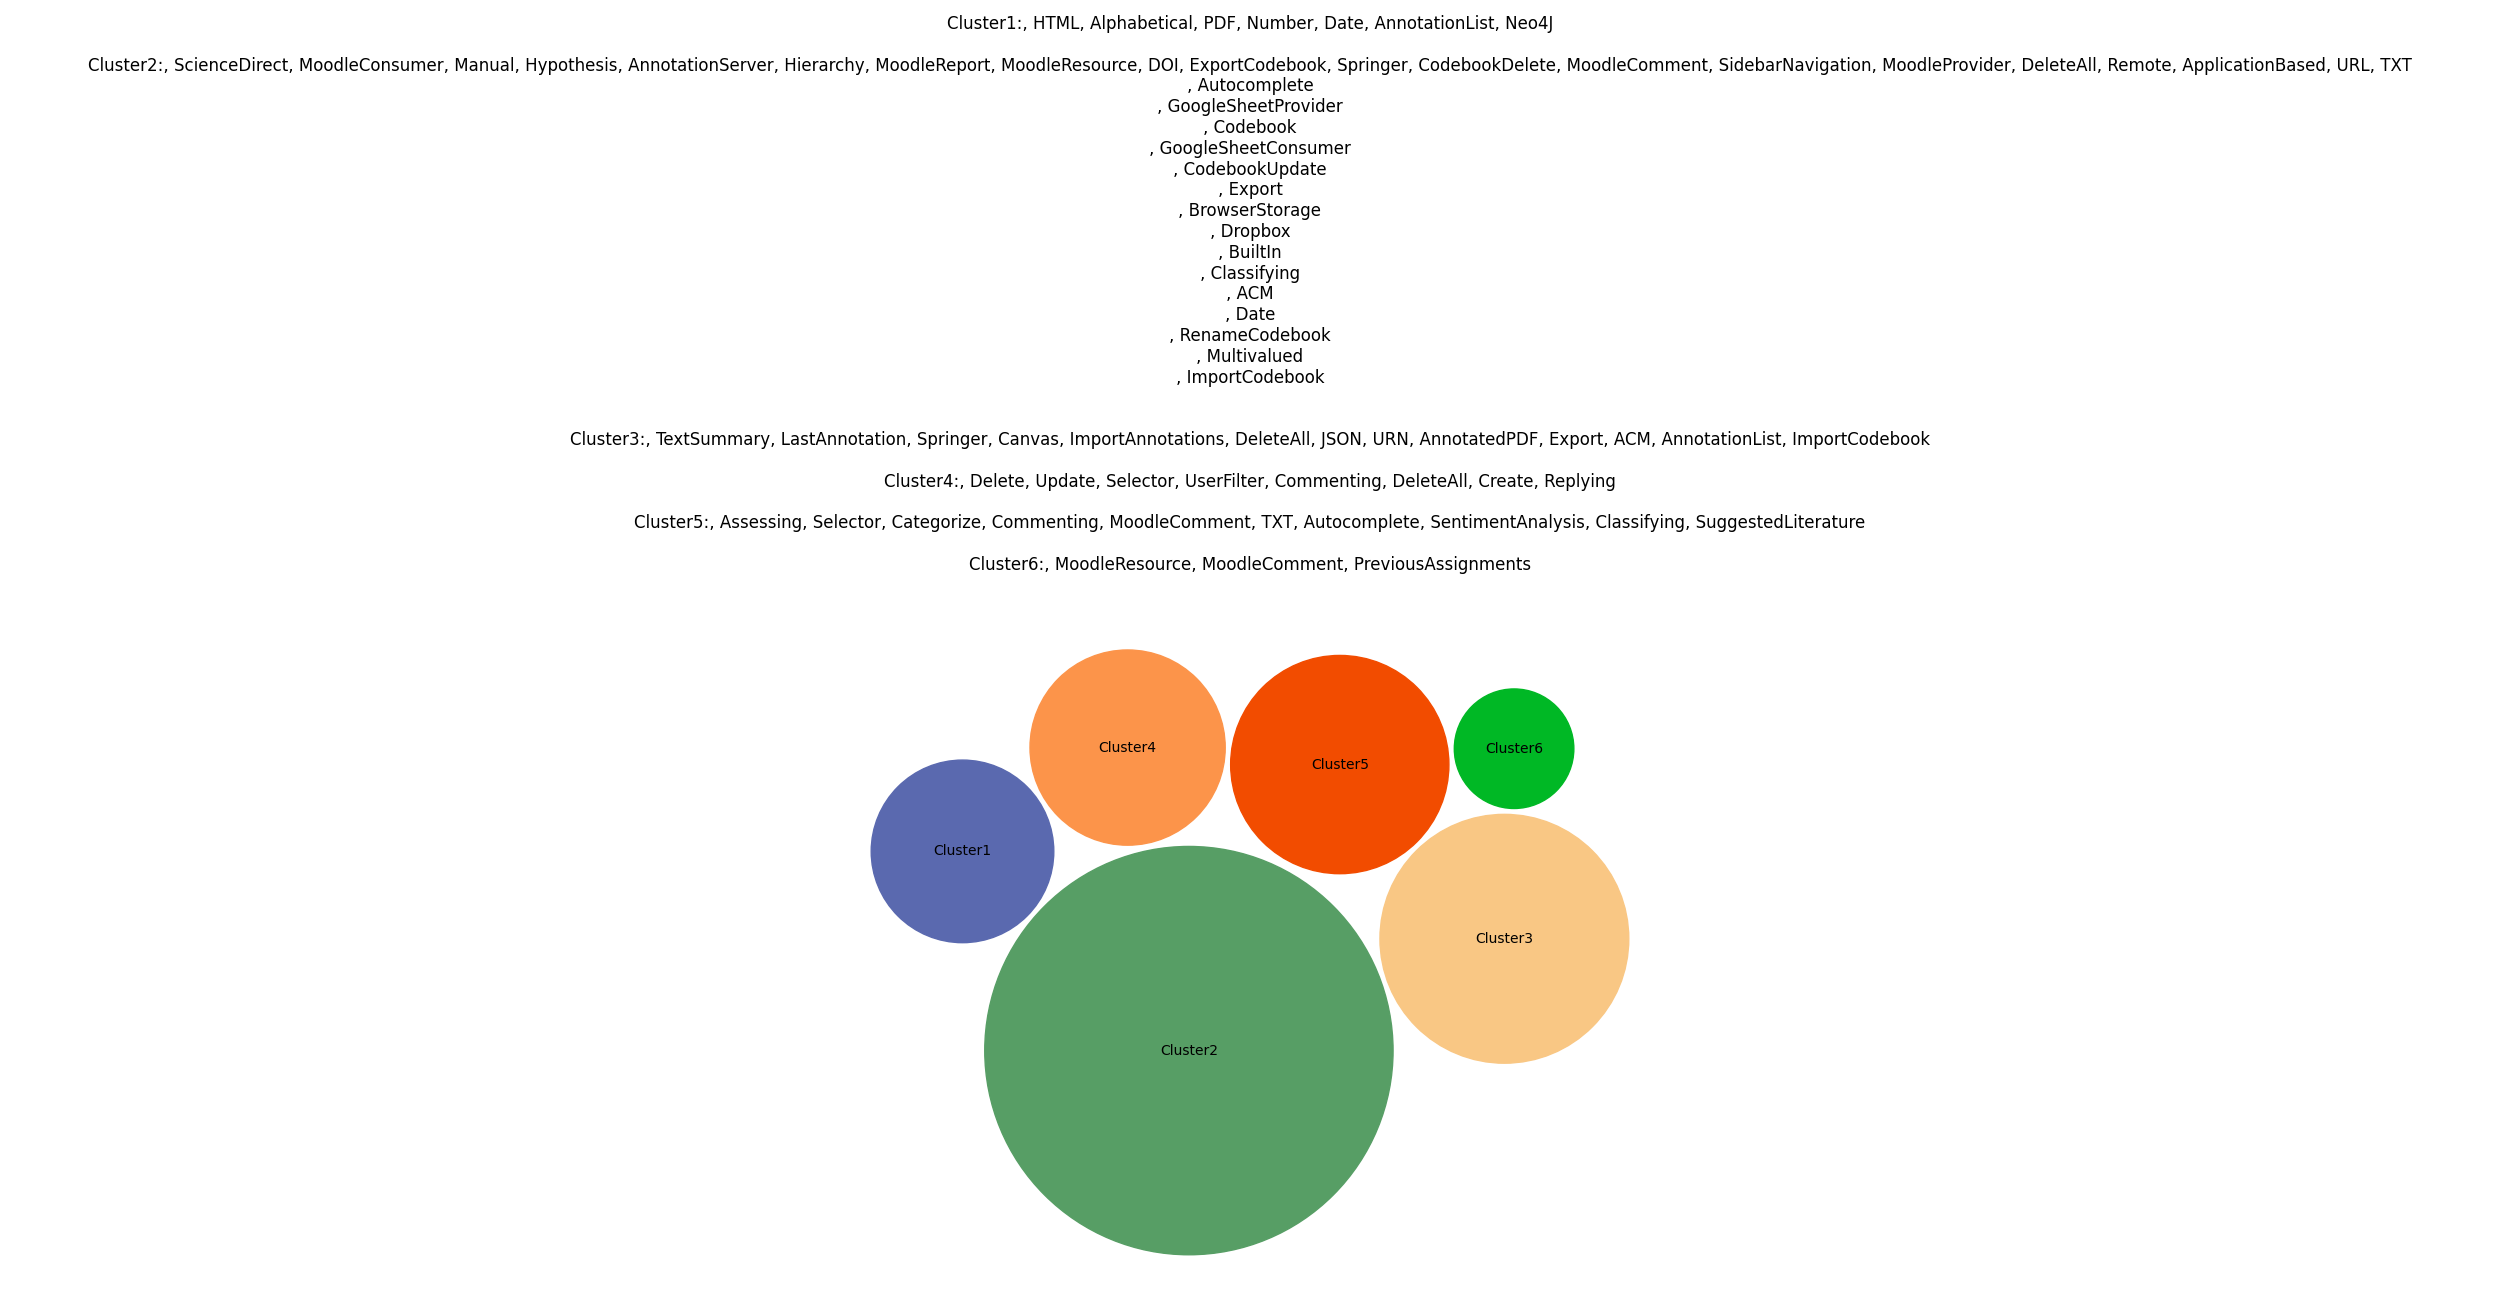 Cluster1:, HTML, Alphabetical, PDF, Number, Date, AnnotationList, Neo4J
Cluster2:, ScienceDirect, MoodleConsumer, Manual, Hypothesis, AnnotationServer, Hierarchy, MoodleReport, MoodleResource, DOI, ExportCodebook, Springer, CodebookDelete, MoodleComment, SidebarNavigation, MoodleProvider, DeleteAll, Remote, ApplicationBased, URL, TXT
, Autocomplete
, GoogleSheetProvider
, Codebook
, GoogleSheetConsumer
, CodebookUpdate
, Export
, BrowserStorage
, Dropbox
, BuiltIn
, Classifying
, ACM
, Date
, RenameCodebook
, Multivalued
, ImportCodebook
Cluster3:, TextSummary, LastAnnotation, Springer, Canvas, ImportAnnotations, DeleteAll, JSON, URN, AnnotatedPDF, Export, ACM, AnnotationList, ImportCodebook
Cluster4:, Delete, Update, Selector, UserFilter, Commenting, DeleteAll, Create, Replying
Cluster5:, Assessing, Selector, Categorize, Commenting, MoodleComment, TXT, Autocomplete, SentimentAnalysis, Classifying, SuggestedLiterature
Cluster6:, MoodleResource, MoodleComment, PreviousAssignments
Cluster4
Cluster5
Cluster6
Cluster1
Cluster3
Cluster2